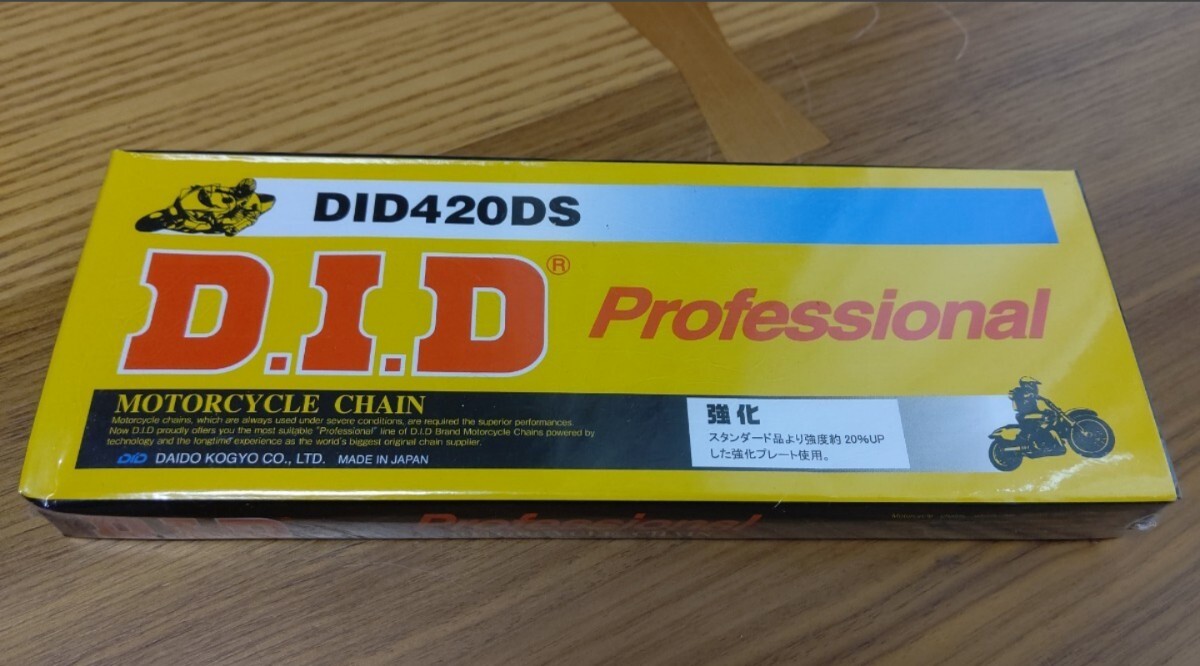 DID420DS
D.I.D®
Professional
MOTORCYCLE CHAIN
Motorcycle chains, which are always used under severe conditions, are required the superior performances.
Now D.I.D proudly offers you the most suitable "Professional" line of D.I.D Brand Motorcycle Chains powered by
technology and the longtime experience as the world's biggest original chain supplier.
DID DAIDO KOGYO CO., LTD. MADE IN JAPAN
強化
スタンダード品より強度約20%UP
した強化プレート使用。
D.I.D Professional